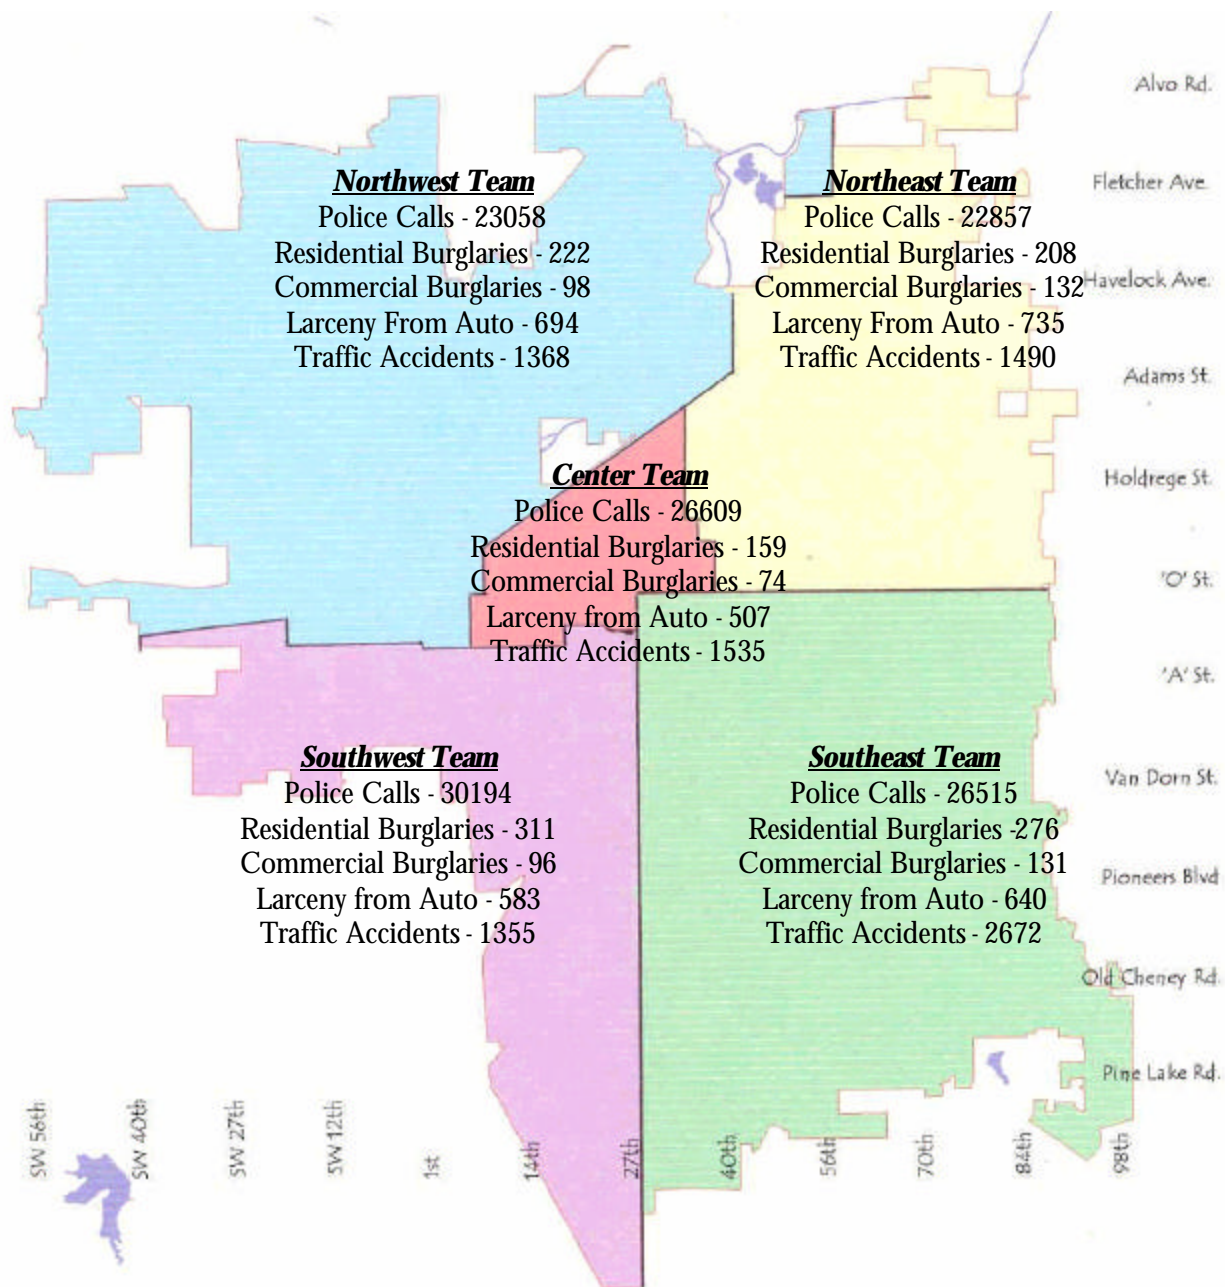 Alvo Rd.
Northwest Team
Police Calls - 23058
Residential Burglaries - 222
Commercial Burglaries - 98
Larceny From Auto - 694
Traffic Accidents - 1368
Northeast Team
Police Calls - 22857
Residential Burglaries - 208
Commercial Burglaries - 132
Larceny From Auto - 735
Traffic Accidents - 1490
Fletcher Ave.
Havelock Ave.
Adams St.
Center Team
Police Calls - 26609
Residential Burglaries - 159
Commercial Burglaries - 74
Larceny from Auto - 507
Traffic Accidents - 1535
Holdrege St.
'O' St.
'A' St.
Southwest Team
Police Calls - 30194
Residential Burglaries - 311
Commercial Burglaries - 96
Larceny from Auto - 583
Traffic Accidents - 1355
Southeast Team
Police Calls - 26515
Residential Burglaries -276
Commercial Burglaries - 131
Larceny from Auto - 640
Traffic Accidents - 2672
Van Dorn St.
Pioneers Blvd
Old Cheney Rd.
Pine Lake Rd.
SW 56th
SW 40th
SW 27th
SW 12th
1st
14th
27th
40th
56th
70th
84th
98th